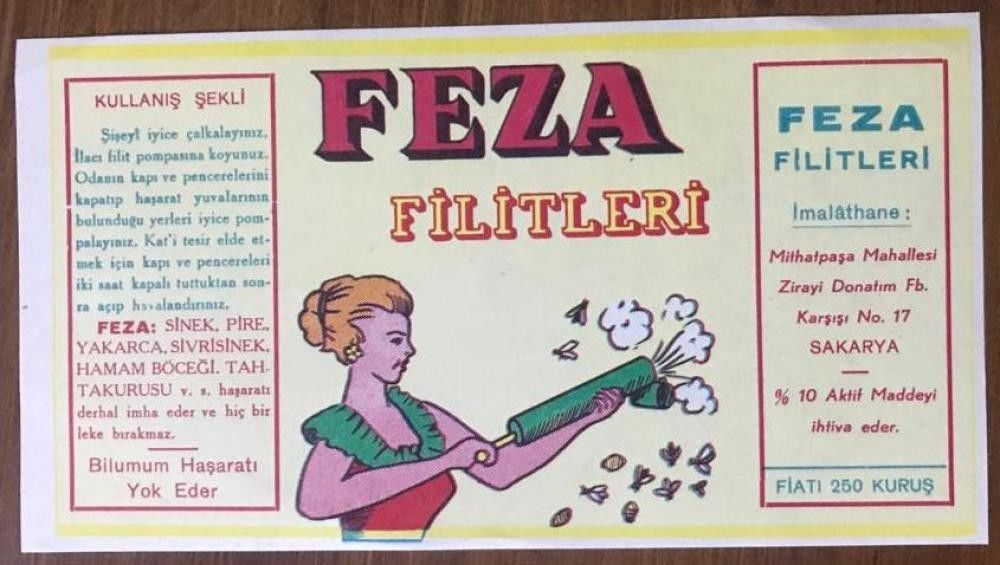 KULLANIŞ ŞEKLİ
Şişeyi iyice çalkalayınız.
İlacı filit pompasına koyunuz.
Odanın kapı ve pencerelerini
kapatıp haşarat yuvalarının
bulunduğu yerleri iyice pom-
palayınız. Kat'i tesir elde et-
mek için kapı ve pencereleri
iki saat kapalı tuttuktan son-
ra açıp havalandırınız.
FEZA: SİNEK, PİRE,
YAKARCA, SİVRİSİNEK,
HAMAM BÖCEĞİ. TAH-
TAKURUSU v. s. haşaratı
derhal imha eder ve hiç bir
leke bırakmaz.
Bilumum Haşaratı
Yok Eder
FEZA
FİLİTLERİ
FEZA
FİLİTLERİ
İmalâthane :
Mithatpaşa Mahallesi
Zirayi Donatım Fb.
Karşışı No. 17
SAKARYA
% 10 Aktif Maddeyi
ihtiva eder.
FİATI 250 KURUŞ